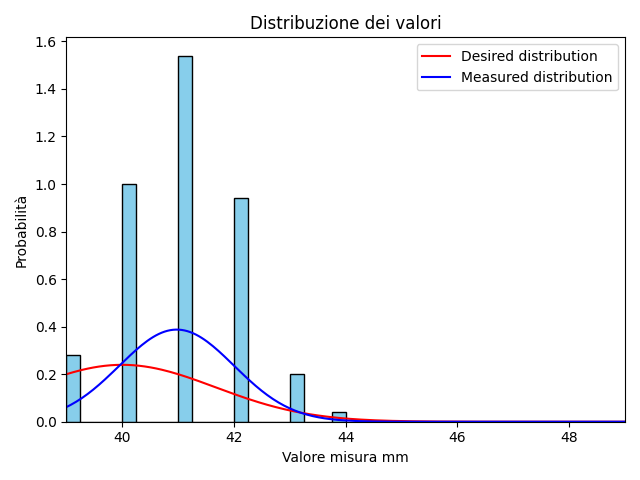 Distribuzione dei valori
Desired distribution
Measured distribution
Probabilità
1.6
1.4
1.2
1.0
0.8
0.6
0.4
0.2
0.0
40 42 44 46 48
Valore misura mm